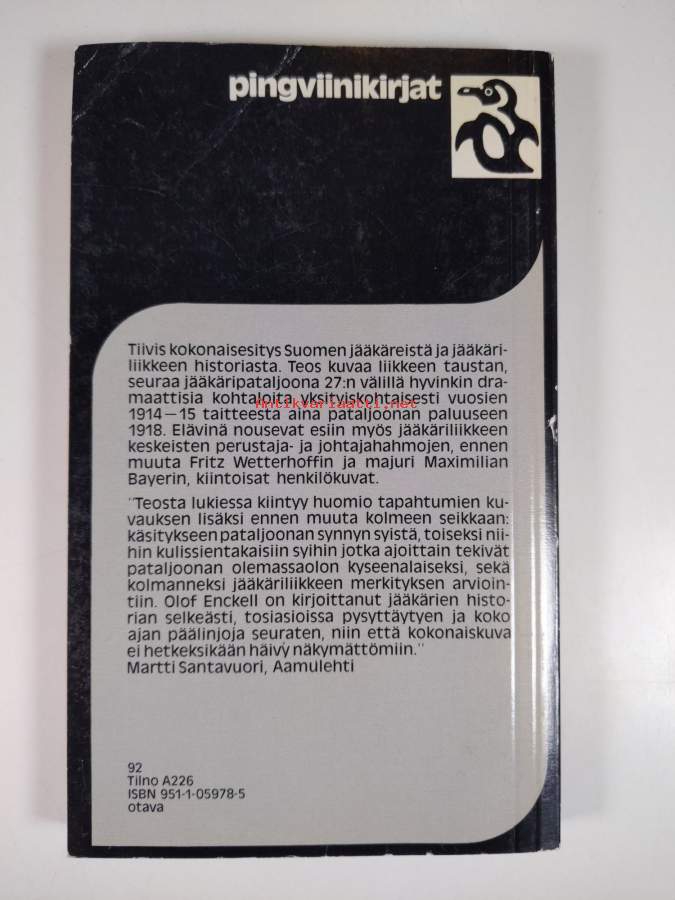 pingviinikirjat
Tiivis kokonaisesitys Suomen jääkäreistä ja jääkäri-
liikkeen historiasta. Teos kuvaa liikkeen taustan,
seuraa jääkäripataljoona 27:n välillä hyvinkin dra-
maattisia kohtaloita yksityiskohtaisesti vuosien
antikvariaatti.net
1914–15 taitteesta aina pataljoonan paluuseen
1918. Elävinä nousevat esiin myös jääkäriliikkeen
keskeisten perustaja- ja johtajahahmojen, ennen
muuta Fritz Wetterhoffin ja majuri Maximilian
Bayerin, kiintoisat henkilökuvat.
"Teosta lukiessa kiintyy huomio tapahtumien ku-
vauksen lisäksi ennen muuta kolmeen seikkaan:
käsitykseen pataljoonan synnyn syistä, toiseksi nii-
hin kulissientakaisiin syihin jotka ajoittain tekivät
pataljoonan olemassaolon kyseenalaiseksi, sekä
kolmanneksi jääkäriliikkeen merkityksen arvioin-
tiin. Olof Enckell on kirjoittanut jääkärien histo-
rian selkeästi, tosiasioissa pysyttäytyen ja koko
ajan päälinjoja seuraten, niin että kokonaiskuva
ei hetkeksikään häivy näkymättömiin."
Martti Santavuori, Aamulehti
92
Tilno A226
ISBN 951-1-05978-5
otava